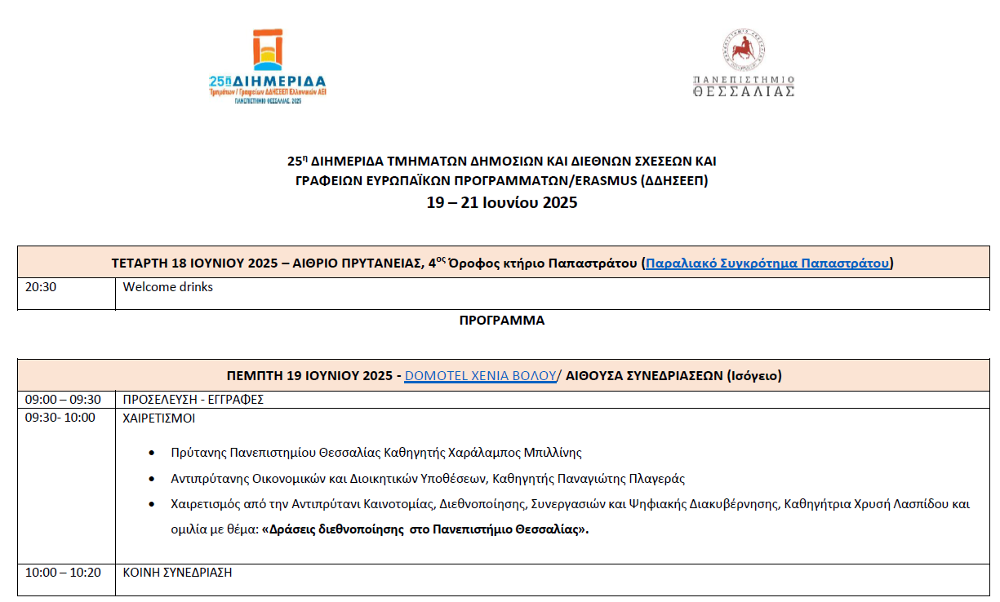 25η ΔΙΗΜΕΡΙΔΑ
Τμημάτων / Γραφείων ΔΔΗΣΕΕΠ Ελληνικών ΑΕΙ
ΠΑΝΕΠΙΣΤΗΜΙΟ ΘΕΣΣΑΛΙΑΣ, 2025
ΠΑΝΕΠΙΣΤΗΜΙΟ
ΘΕΣΣΑΛΙΑΣ
25η ΔΙΗΜΕΡΙΔΑ ΤΜΗΜΑΤΩΝ ΔΗΜΟΣΙΩΝ ΚΑΙ ΔΙΕΘΝΩΝ ΣΧΕΣΕΩΝ ΚΑΙ
ΓΡΑΦΕΙΩΝ ΕΥΡΩΠΑΪΚΩΝ ΠΡΟΓΡΑΜΜΑΤΩΝ/ERASMUS (ΔΔΗΣΕΕΠ)
19 – 21 Ιουνίου 2025
ΤΕΤΑΡΤΗ 18 ΙΟΥΝΙΟΥ 2025 – ΑΙΘΡΙΟ ΠΡΥΤΑΝΕΙΑΣ, 4ος Όροφος κτήριο Παπαστράτου (Παραλιακό Συγκρότημα Παπαστράτου)
20:30 Welcome drinks
ΠΡΟΓΡΑΜΜΑ
ΠΕΜΠΤΗ 19 ΙΟΥΝΙΟΥ 2025 - DOMOTEL XENIA ΒΟΛΟΥ/ ΑΙΘΟΥΣΑ ΣΥΝΕΔΡΙΑΣΕΩΝ (Ισόγειο)
09:00 – 09:30 ΠΡΟΣΕΛΕΥΣΗ - ΕΓΓΡΑΦΕΣ
09:30- 10:00 ΧΑΙΡΕΤΙΣΜΟΙ
• Πρύτανης Πανεπιστημίου Θεσσαλίας Καθηγητής Χαράλαμπος Μπιλλίνης
• Αντιπρύτανης Οικονομικών και Διοικητικών Υποθέσεων, Καθηγητής Παναγιώτης Πλαγεράς
• Χαιρετισμός από την Αντιπρύτανι Καινοτομίας, Διεθνοποίησης, Συνεργασιών και Ψηφιακής Διακυβέρνησης, Καθηγήτρια Χρυσή Λασπίδου και
ομιλία με θέμα: «Δράσεις διεθνοποίησης στο Πανεπιστήμιο Θεσσαλίας».
10:00 – 10:20 ΚΟΙΝΗ ΣΥΝΕΔΡΙΑΣΗ